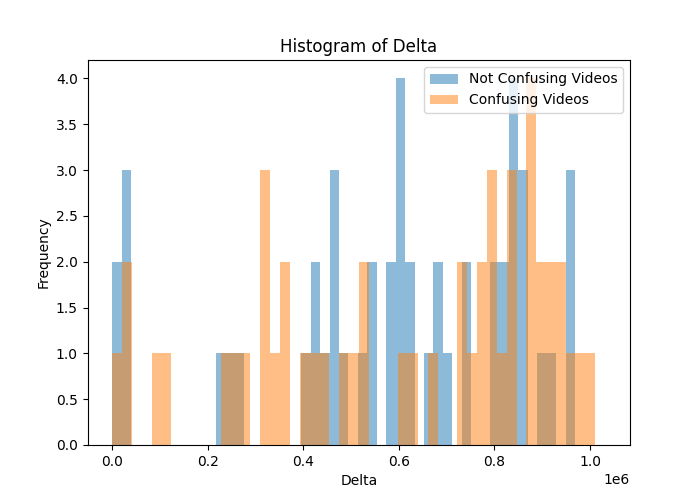 Histogram of Delta
Not Confusing Videos
Confusing Videos
Frequency
4.0
3.5
3.0
2.5
2.0
1.5
1.0
0.5
0.0
0.0 0.2 0.4 0.6 0.8 1.0
1e6
Delta